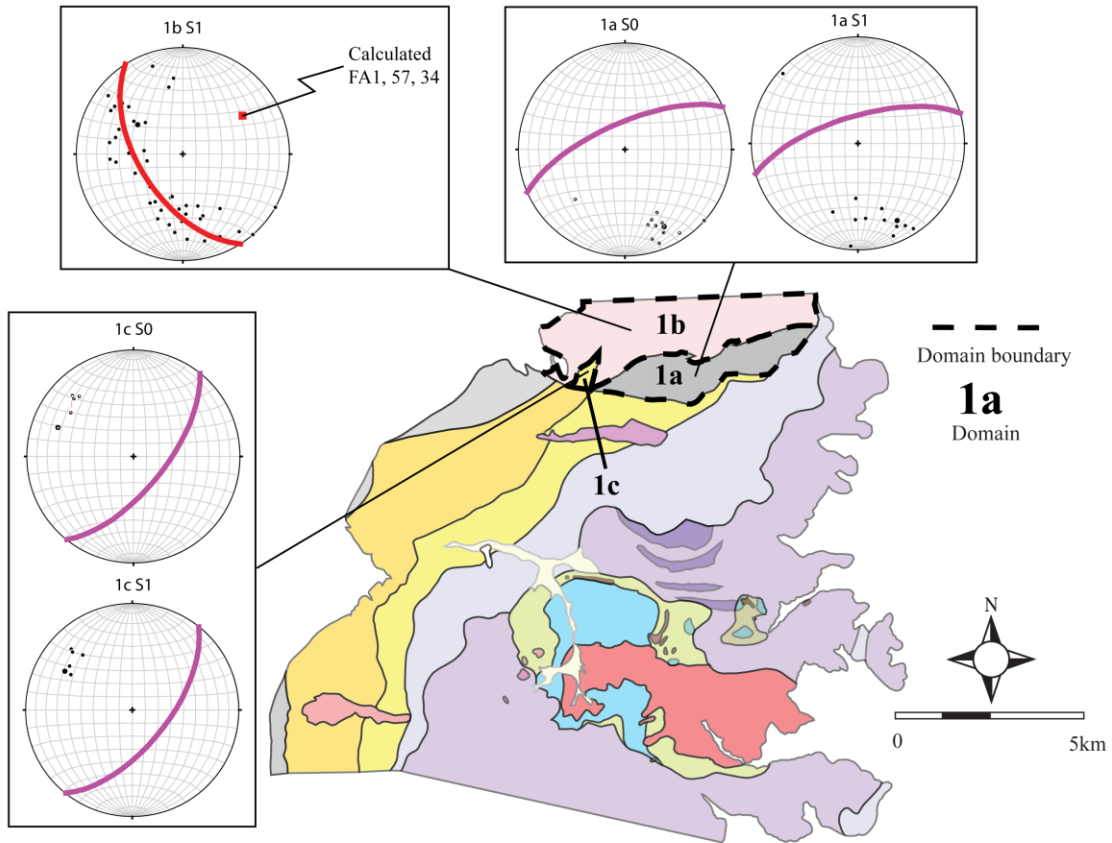 1b S1
Calculated
FA1, 57, 34
1a S0
1a S1
1c S0
1c S1
1b
1a
1c
Domain boundary
1a
Domain
N
0
5km